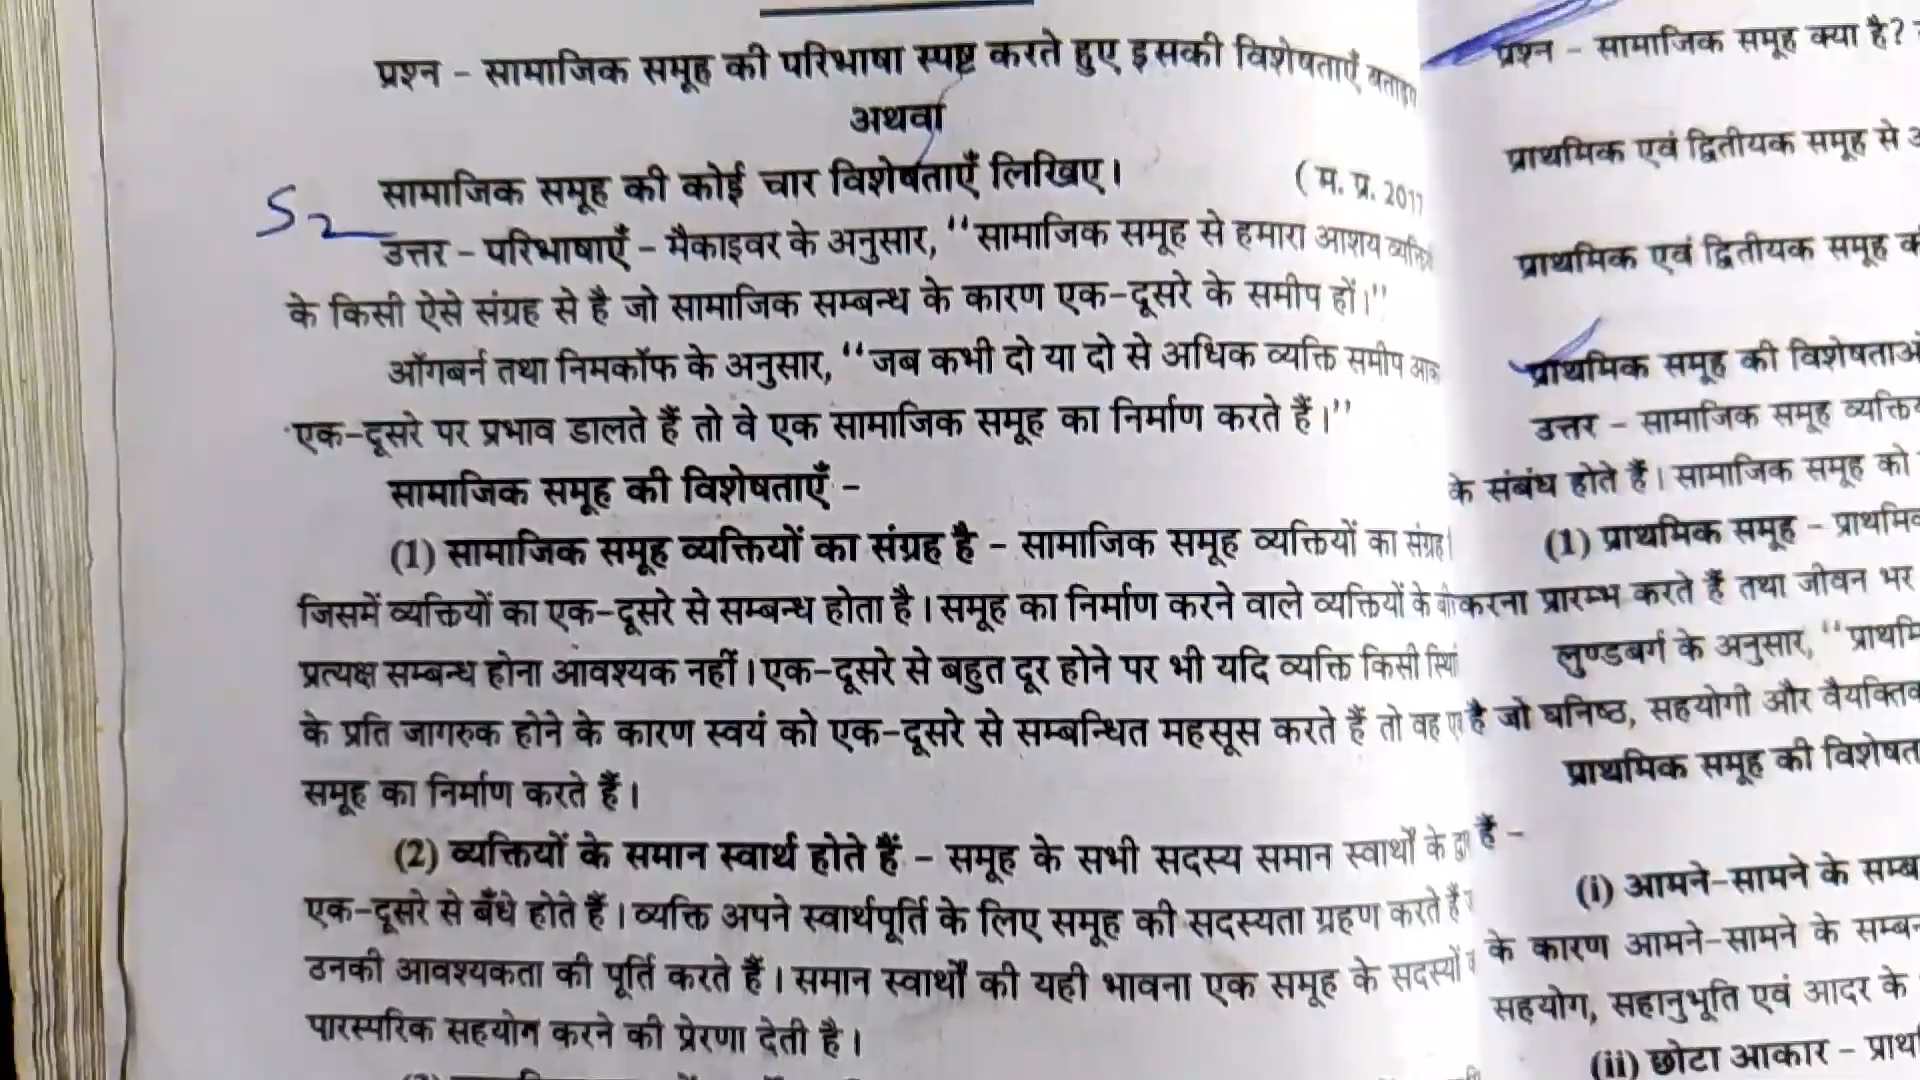 प्रश्न - सामाजिक समूह की परिभाषा स्पष्ट करते हुए इसकी विशेषताएँ बताइए
अथवा
सामाजिक समूह की कोई चार विशेषताएँ लिखिए। (म. प्र. 2017
S2
उत्तर - परिभाषाएँ - मैकाइवर के अनुसार, "सामाजिक समूह से हमारा आशय
के किसी ऐसे संग्रह से है जो सामाजिक सम्बन्ध के कारण एक-दूसरे के समीप हों।"
ऑगबर्न तथा निमकॉफ के अनुसार, "जब कभी दो या दो से अधिक व्यक्ति समीप
एक-दूसरे पर प्रभाव डालते हैं तो वे एक सामाजिक समूह का निर्माण करते हैं।"
सामाजिक समूह की विशेषताएँ -
(1) सामाजिक समूह व्यक्तियों का संग्रह है - सामाजिक समूह व्यक्तियों का संग्रह
जिसमें व्यक्तियों का एक-दूसरे से सम्बन्ध होता है। समूह का निर्माण करने वाले व्यक्तियों के
प्रत्यक्ष सम्बन्ध होना आवश्यक नहीं। एक-दूसरे से बहुत दूर होने पर भी यदि व्यक्ति किसी
के प्रति जागरुक होने के कारण स्वयं को एक-दूसरे से सम्बन्धित महसूस करते हैं तो वह
समूह का निर्माण करते हैं।
(2) व्यक्तियों के समान स्वार्थ होते हैं - समूह के सभी सदस्य समान स्वार्थों के
एक-दूसरे से बँधे होते हैं। व्यक्ति अपने स्वार्थपूर्ति के लिए समूह की सदस्यता ग्रहण करते हैं
उनकी आवश्यकता की पूर्ति करते हैं। समान स्वार्थों की यही भावना एक समूह के सदस्यों
पारस्परिक सहयोग करने की प्रेरणा देती है।
प्रश्न - सामाजिक समूह क्या है?
प्राथमिक एवं द्वितीयक समूह से
प्राथमिक एवं द्वितीयक समूह
प्राथमिक समूह की
उत्तर - सामाजिक समूह
के संबंध होते हैं। सामाजिक समूह को
(1) प्राथमिक समूह -
करना प्रारम्भ करते हैं तथा जीवन भर
लुण्डबर्ग के अनुसार,
है जो घनिष्ठ, सहयोगी और
प्राथमिक समूह की
हैं -
(i) आमने-सामने के
के कारण आमने-सामने के
सहयोग, सहानुभूति एवं आदर के
(ii) छोटा आकार -